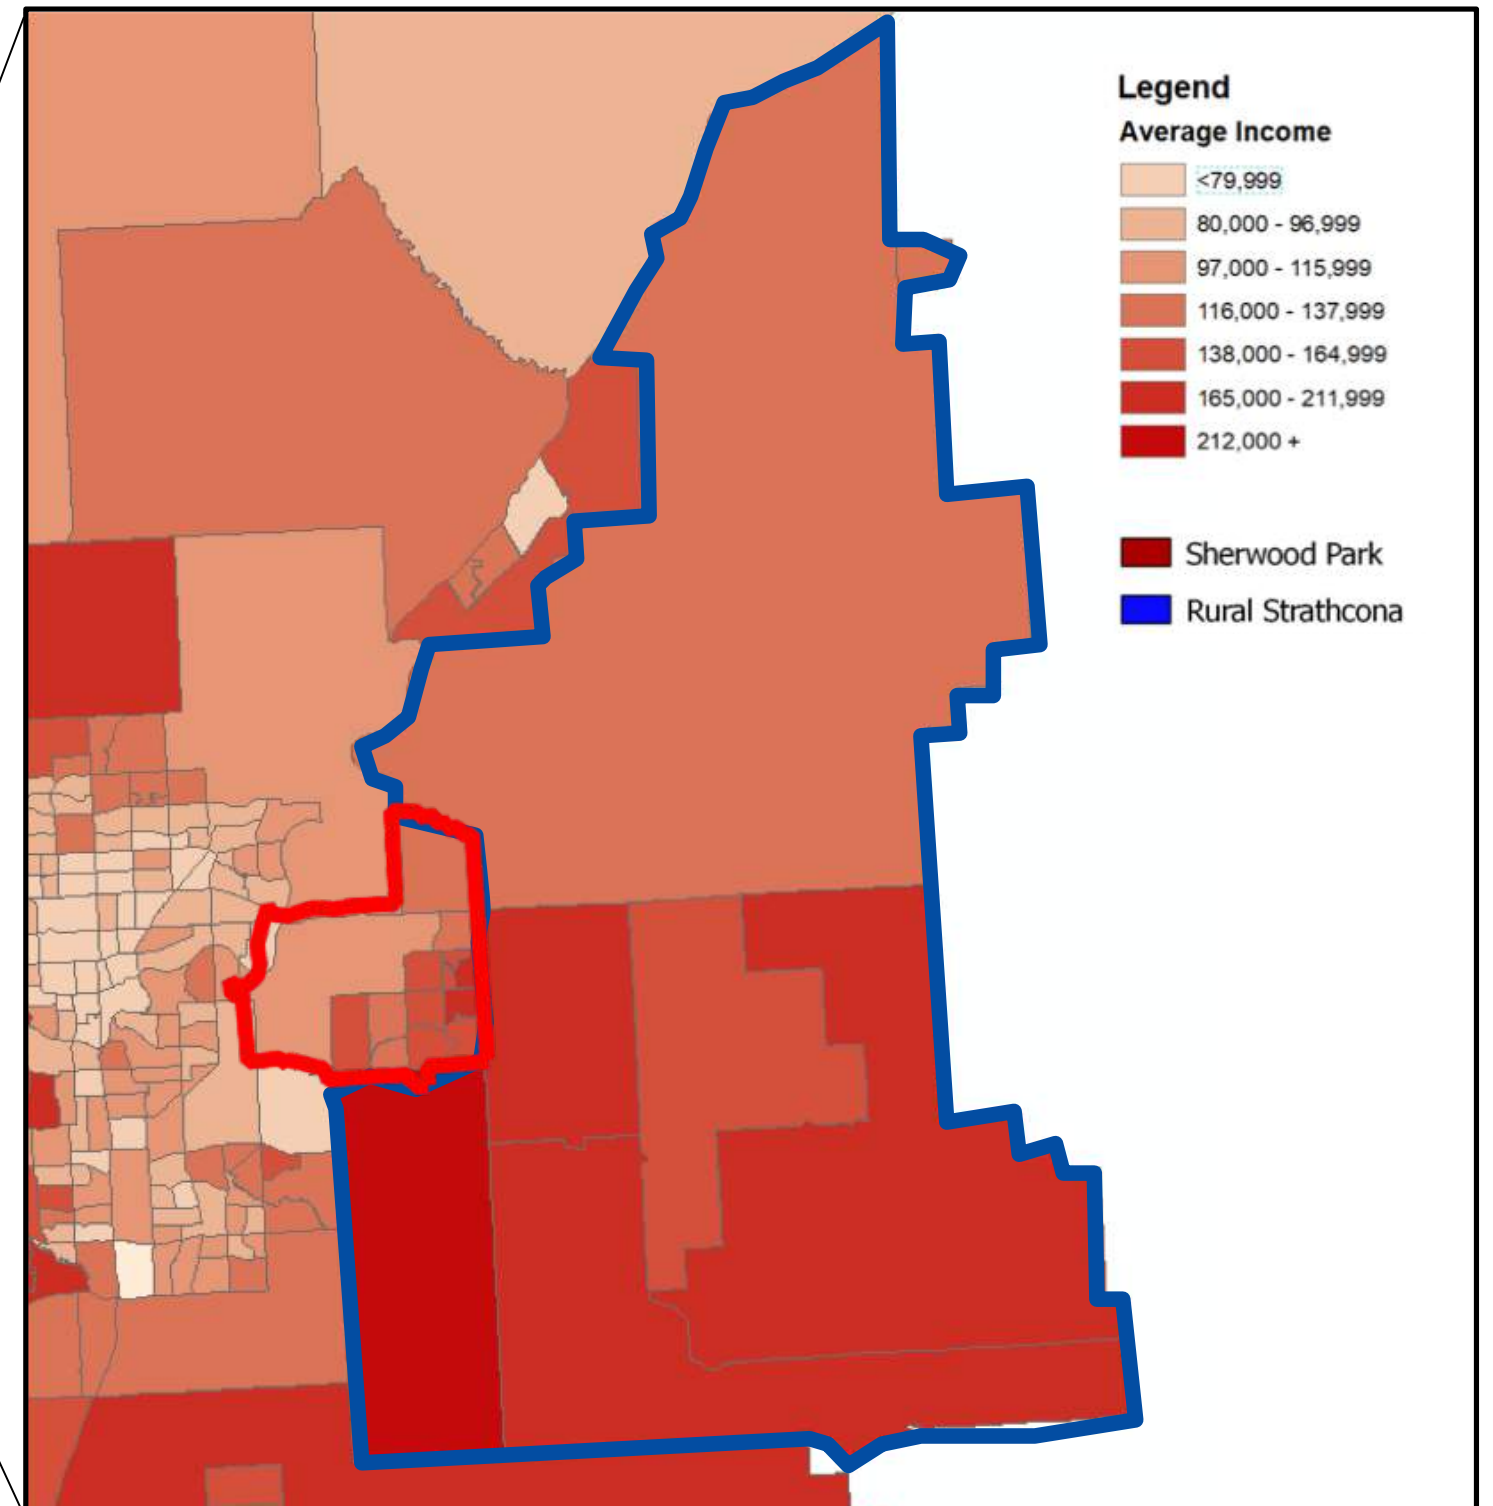 Legend
Average Income
<79,999
80,000 - 96,999
97,000 - 115,999
116,000 - 137,999
138,000 - 164,999
165,000 - 211,999
212,000 +
Sherwood Park
Rural Strathcona